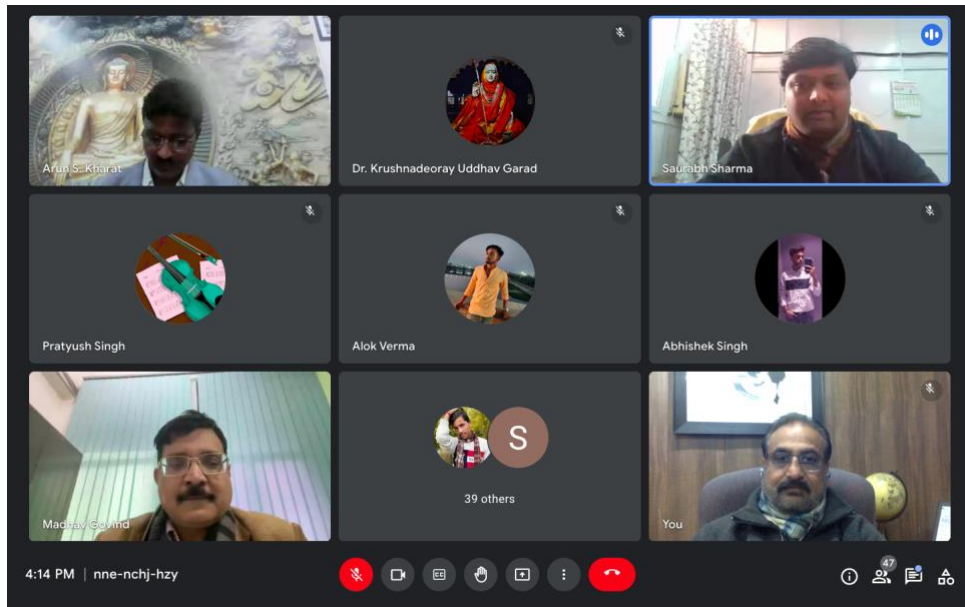 Arun S. Kharat
Dr. Krushnadeoray Uddhav Garad
Saurabh Sharma
Pratyush Singh
Alok Verma
Abhishek Singh
Madhav Govind
S
39 others
You
4:14 PM | nne-nchj-hzy
CC
47